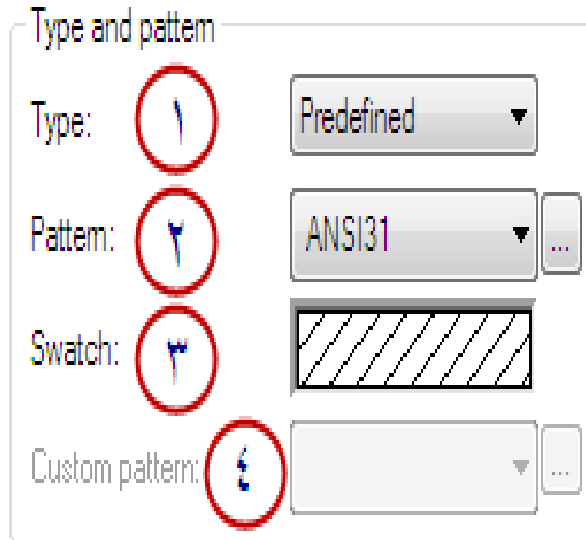 Type and pattern
Type: ١ Predefined
Pattern: ٢ ANSI31 ...
Swatch: ٣
Custom pattern: ٤ ...